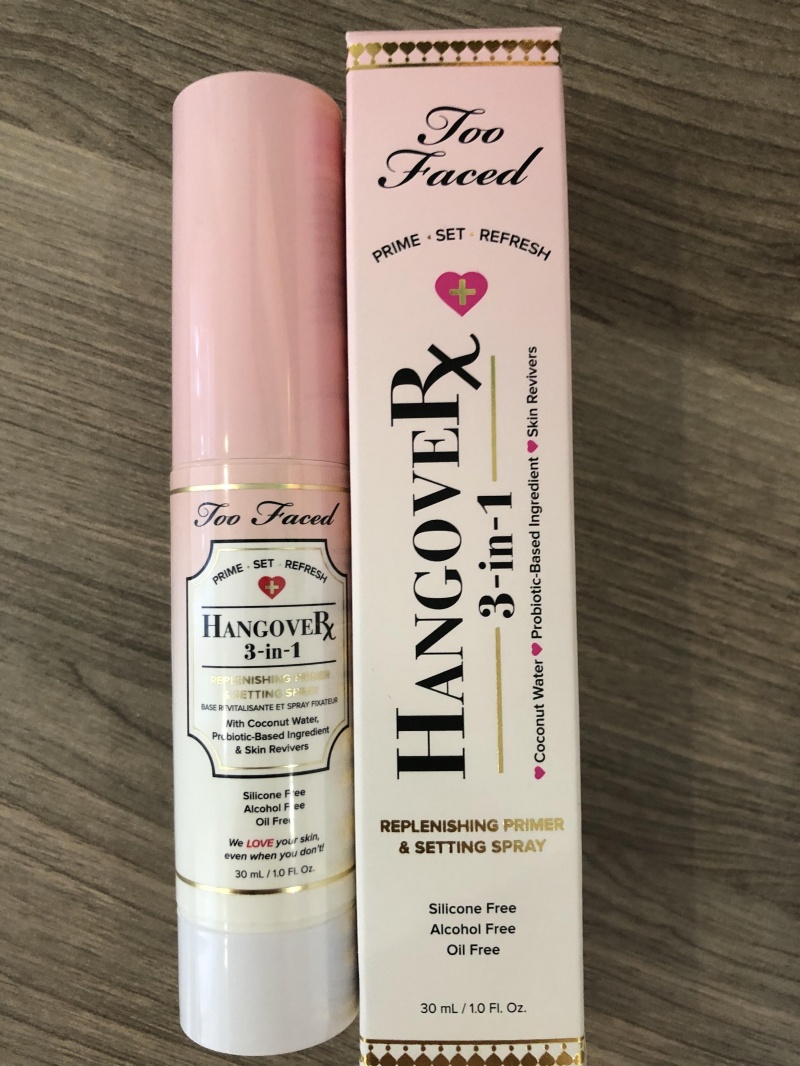 Too Faced
PRIME · SET · REFRESH
HANGOVERx
3-in-1
REPLENISHING PRIMER
& SETTING SPRAY
BASE REVITALISANTE ET SPRAY FIXATEUR
With Coconut Water,
Probiotic-Based Ingredient
& Skin Revivers
Silicone Free
Alcohol Free
Oil Free
We LOVE your skin,
even when you don't!
30 mL / 1.0 Fl. Oz.
Too
Faced
PRIME · SET · REFRESH
HANGOVERx
3-in-1
Coconut Water Probiotic-Based Ingredient Skin Revivers
REPLENISHING PRIMER
& SETTING SPRAY
Silicone Free
Alcohol Free
Oil Free
30 mL / 1.0 Fl. Oz.